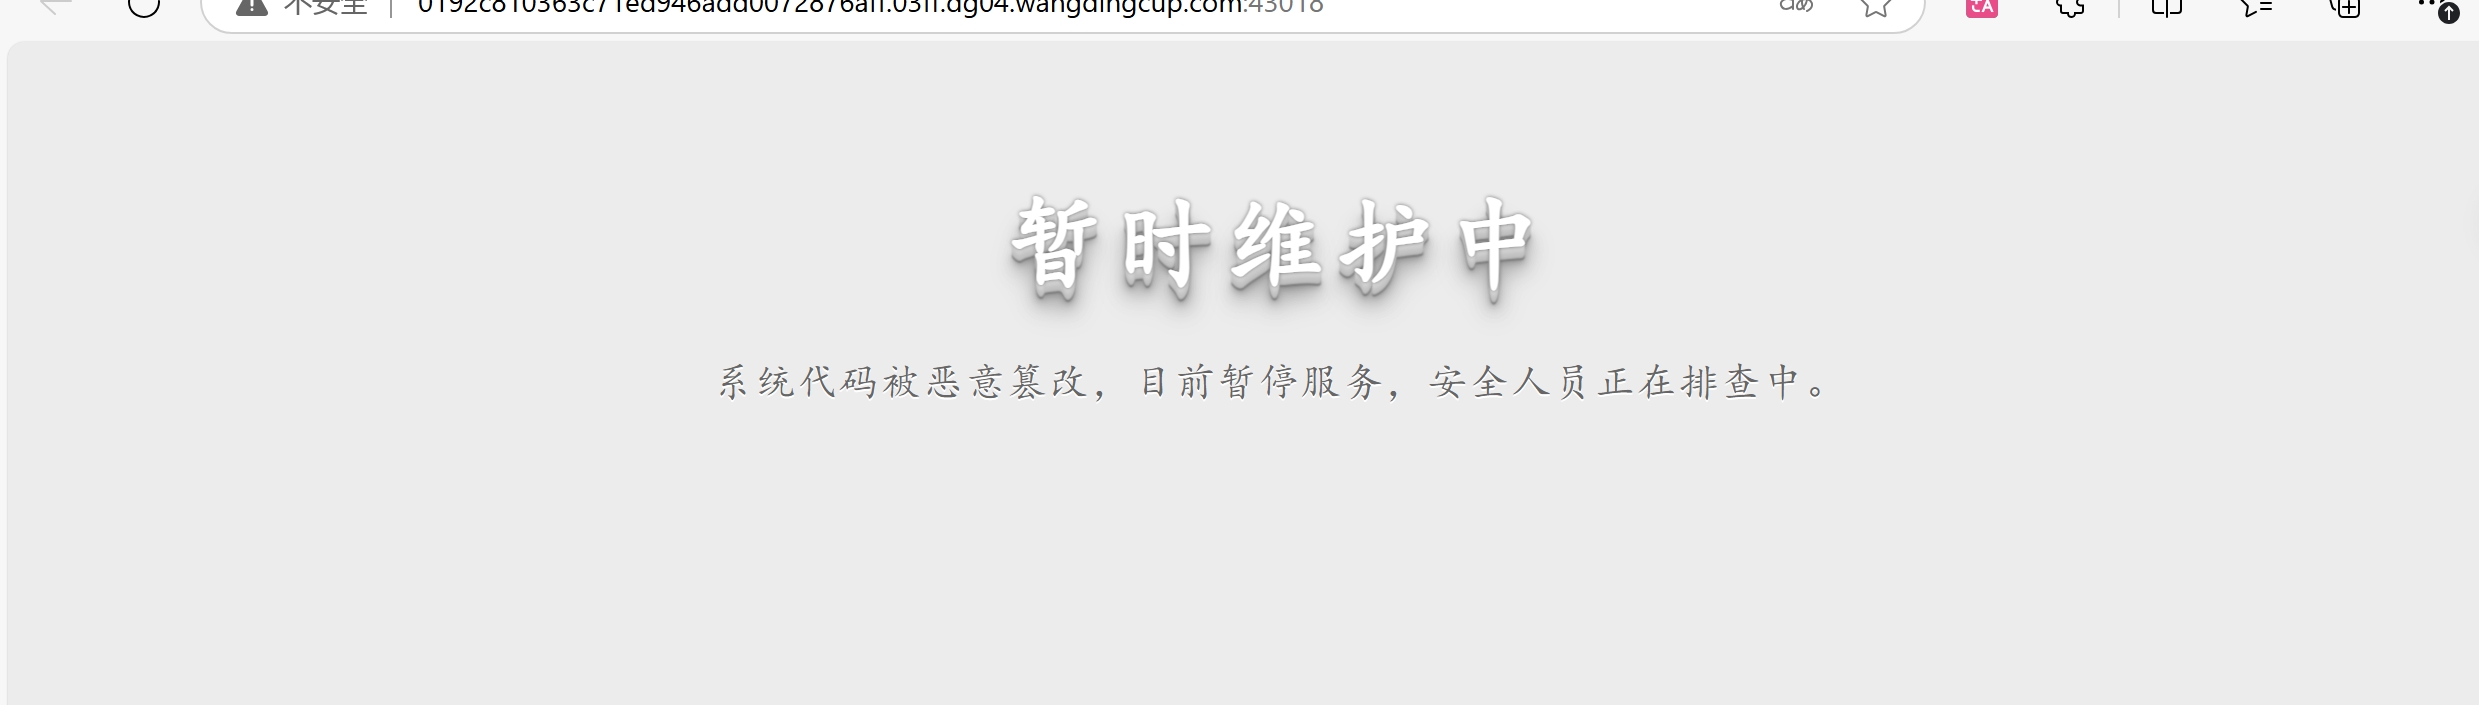 不安全 0192c810363c71ed946add0072876aff.03ff.dg04.wangdingcup.com:43018
暂时维护中
系统代码被恶意篡改，目前暂停服务，安全人员正在排查中。